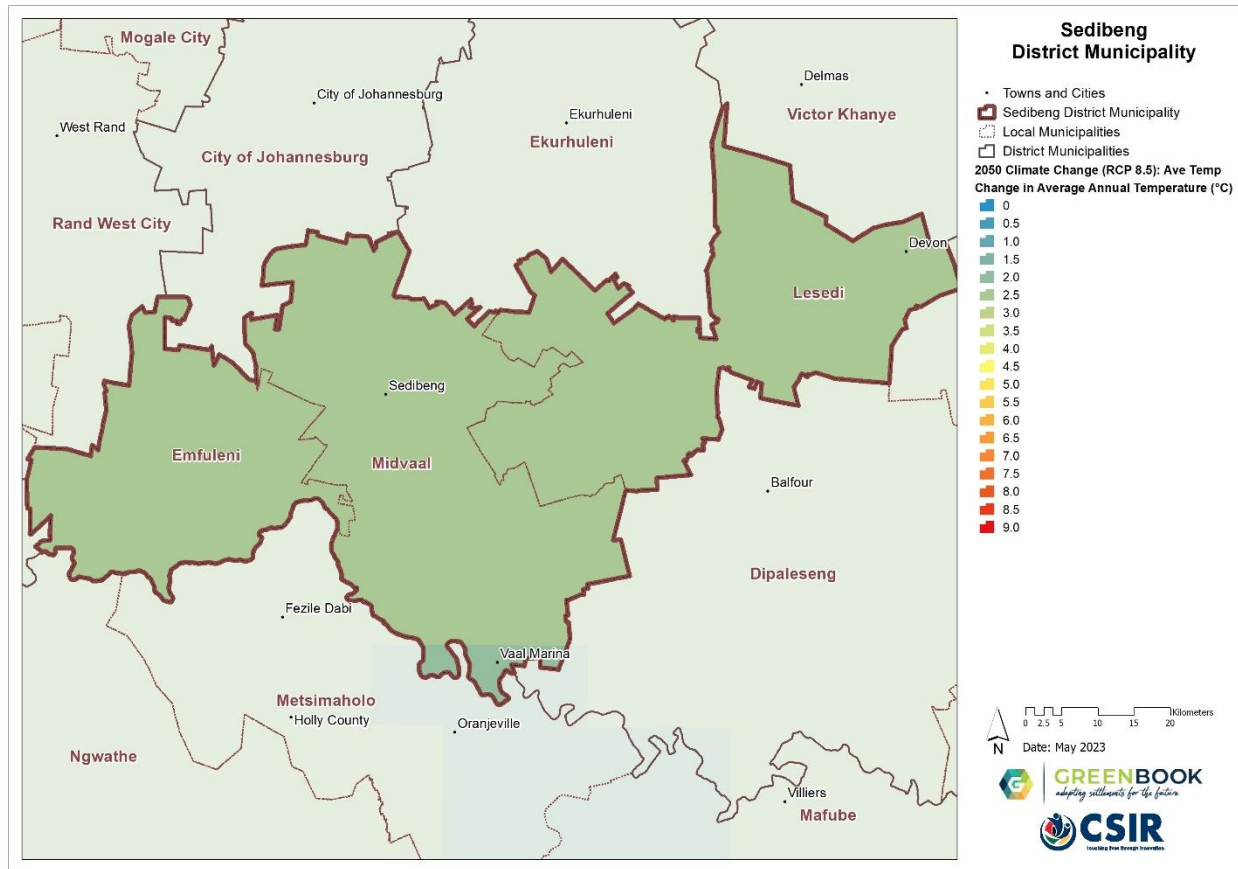 Sedibeng
District Municipality
Towns and Cities
Sedibeng District Municipality
Local Municipalities
District Municipalities
2050 Climate Change (RCP 8.5): Ave Temp
Change in Average Annual Temperature (°C)
0
0.5
1.0
1.5
2.0
2.5
3.0
3.5
4.0
4.5
5.0
5.5
6.0
6.5
7.0
7.5
8.0
8.5
9.0
Mogale City
Delmas
City of Johannesburg
Ekurhuleni
Victor Khanye
West Rand
Ekurhuleni
City of Johannesburg
Rand West City
Devon
Lesedi
Sedibeng
Emfuleni
Midvaal
Balfour
Dipaleseng
Fezile Dabi
Vaal Marina
Metsimaholo
Holly County
Oranjeville
Ngwathe
Villiers
Mafube
Kilometers
0 2.5 5 10 15 20
N
Date: May 2023
G
GREENBOOK
adapting settlements for the future
CSIR
Touching lives through innovation